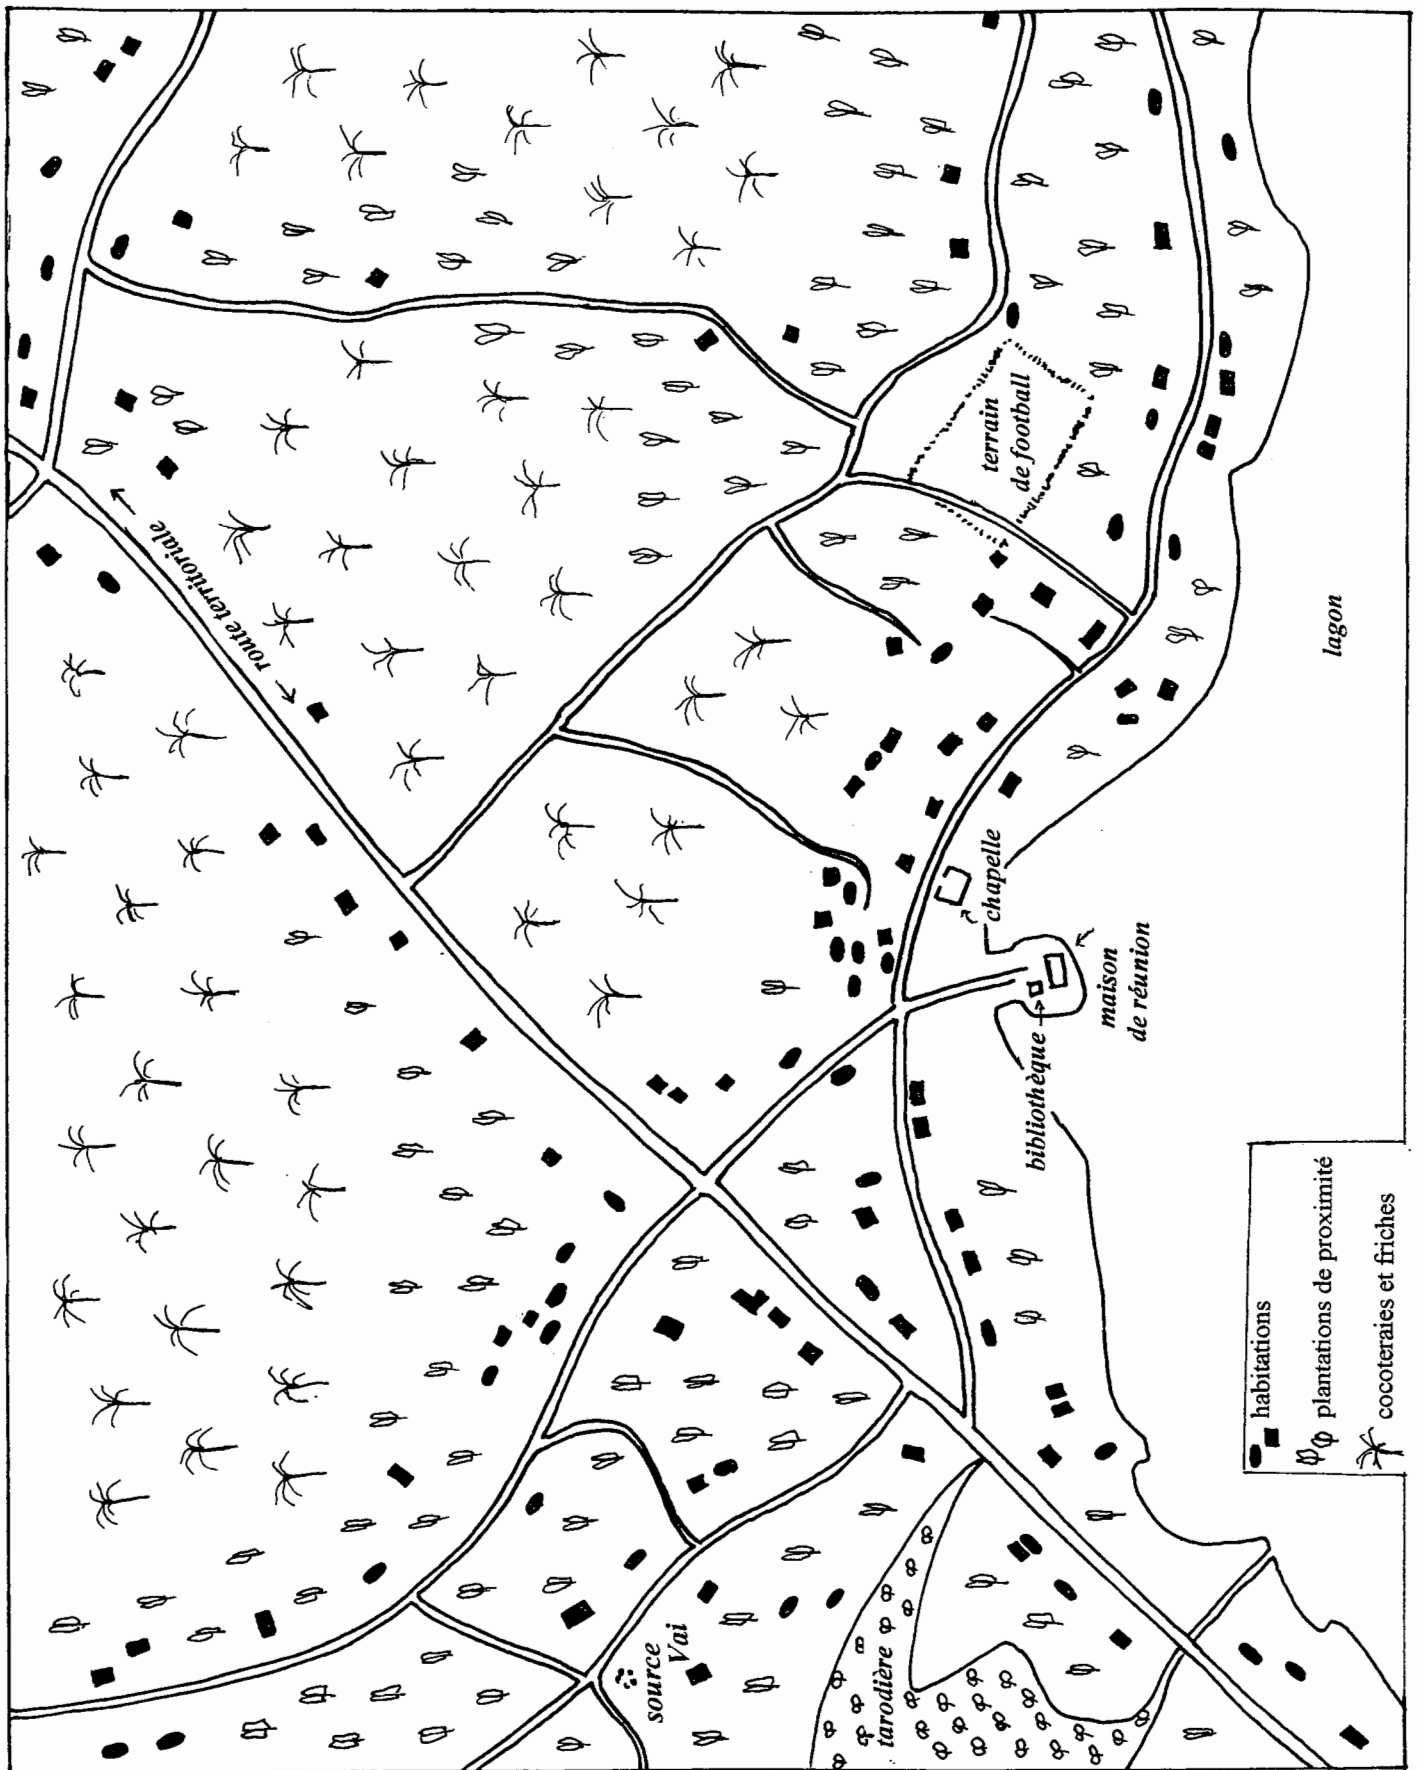 ← route territoriale →
terrain
de football
lagon
chapelle
maison
de réunion
bibliothèque
source
Vai
tarodière
habitations
plantations de proximité
cocoteraies et friches